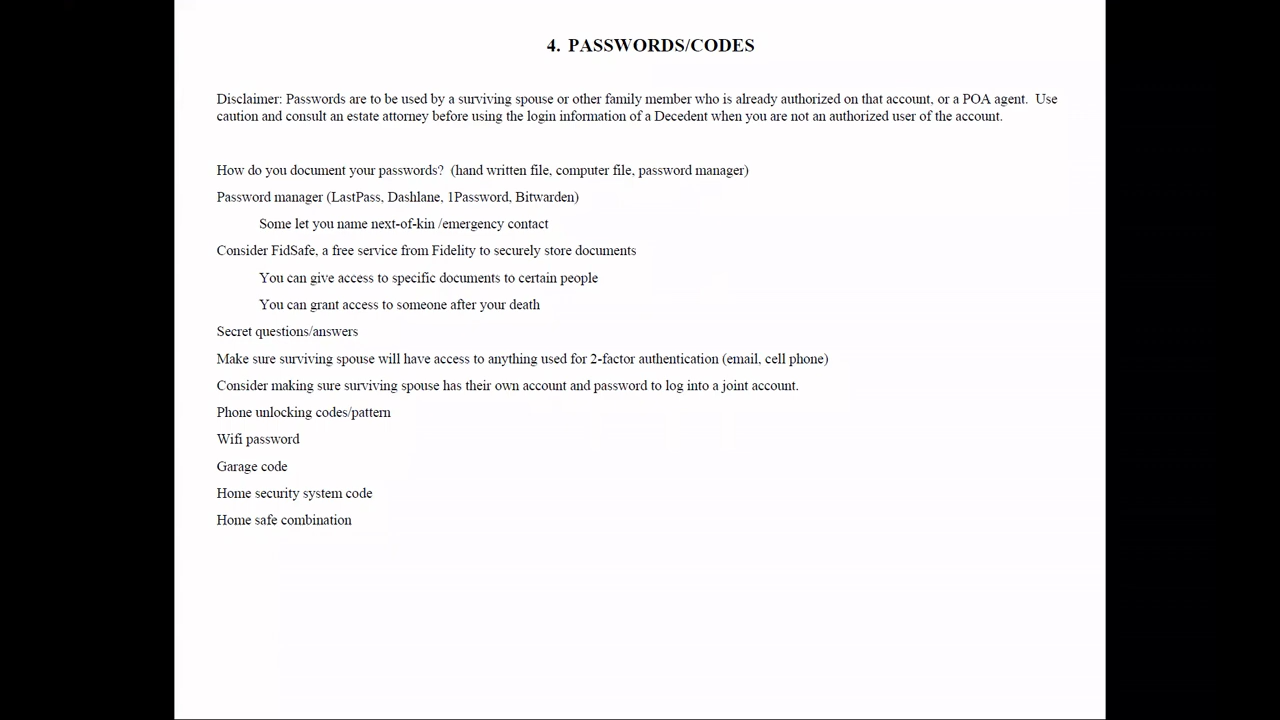 4. PASSWORDS/CODES
Disclaimer: Passwords are to be used by a surviving spouse or other family member who is already authorized on that account, or a POA agent. Use
caution and consult an estate attorney before using the login information of a Decedent when you are not an authorized user of the account.
How do you document your passwords? (hand written file, computer file, password manager)
Password manager (LastPass, Dashlane, 1Password, Bitwarden)
Some let you name next-of-kin /emergency contact
Consider FidSafe, a free service from Fidelity to securely store documents
You can give access to specific documents to certain people
You can grant access to someone after your death
Secret questions/answers
Make sure surviving spouse will have access to anything used for 2-factor authentication (email, cell phone)
Consider making sure surviving spouse has their own account and password to log into a joint account.
Phone unlocking codes/pattern
Wifi password
Garage code
Home security system code
Home safe combination